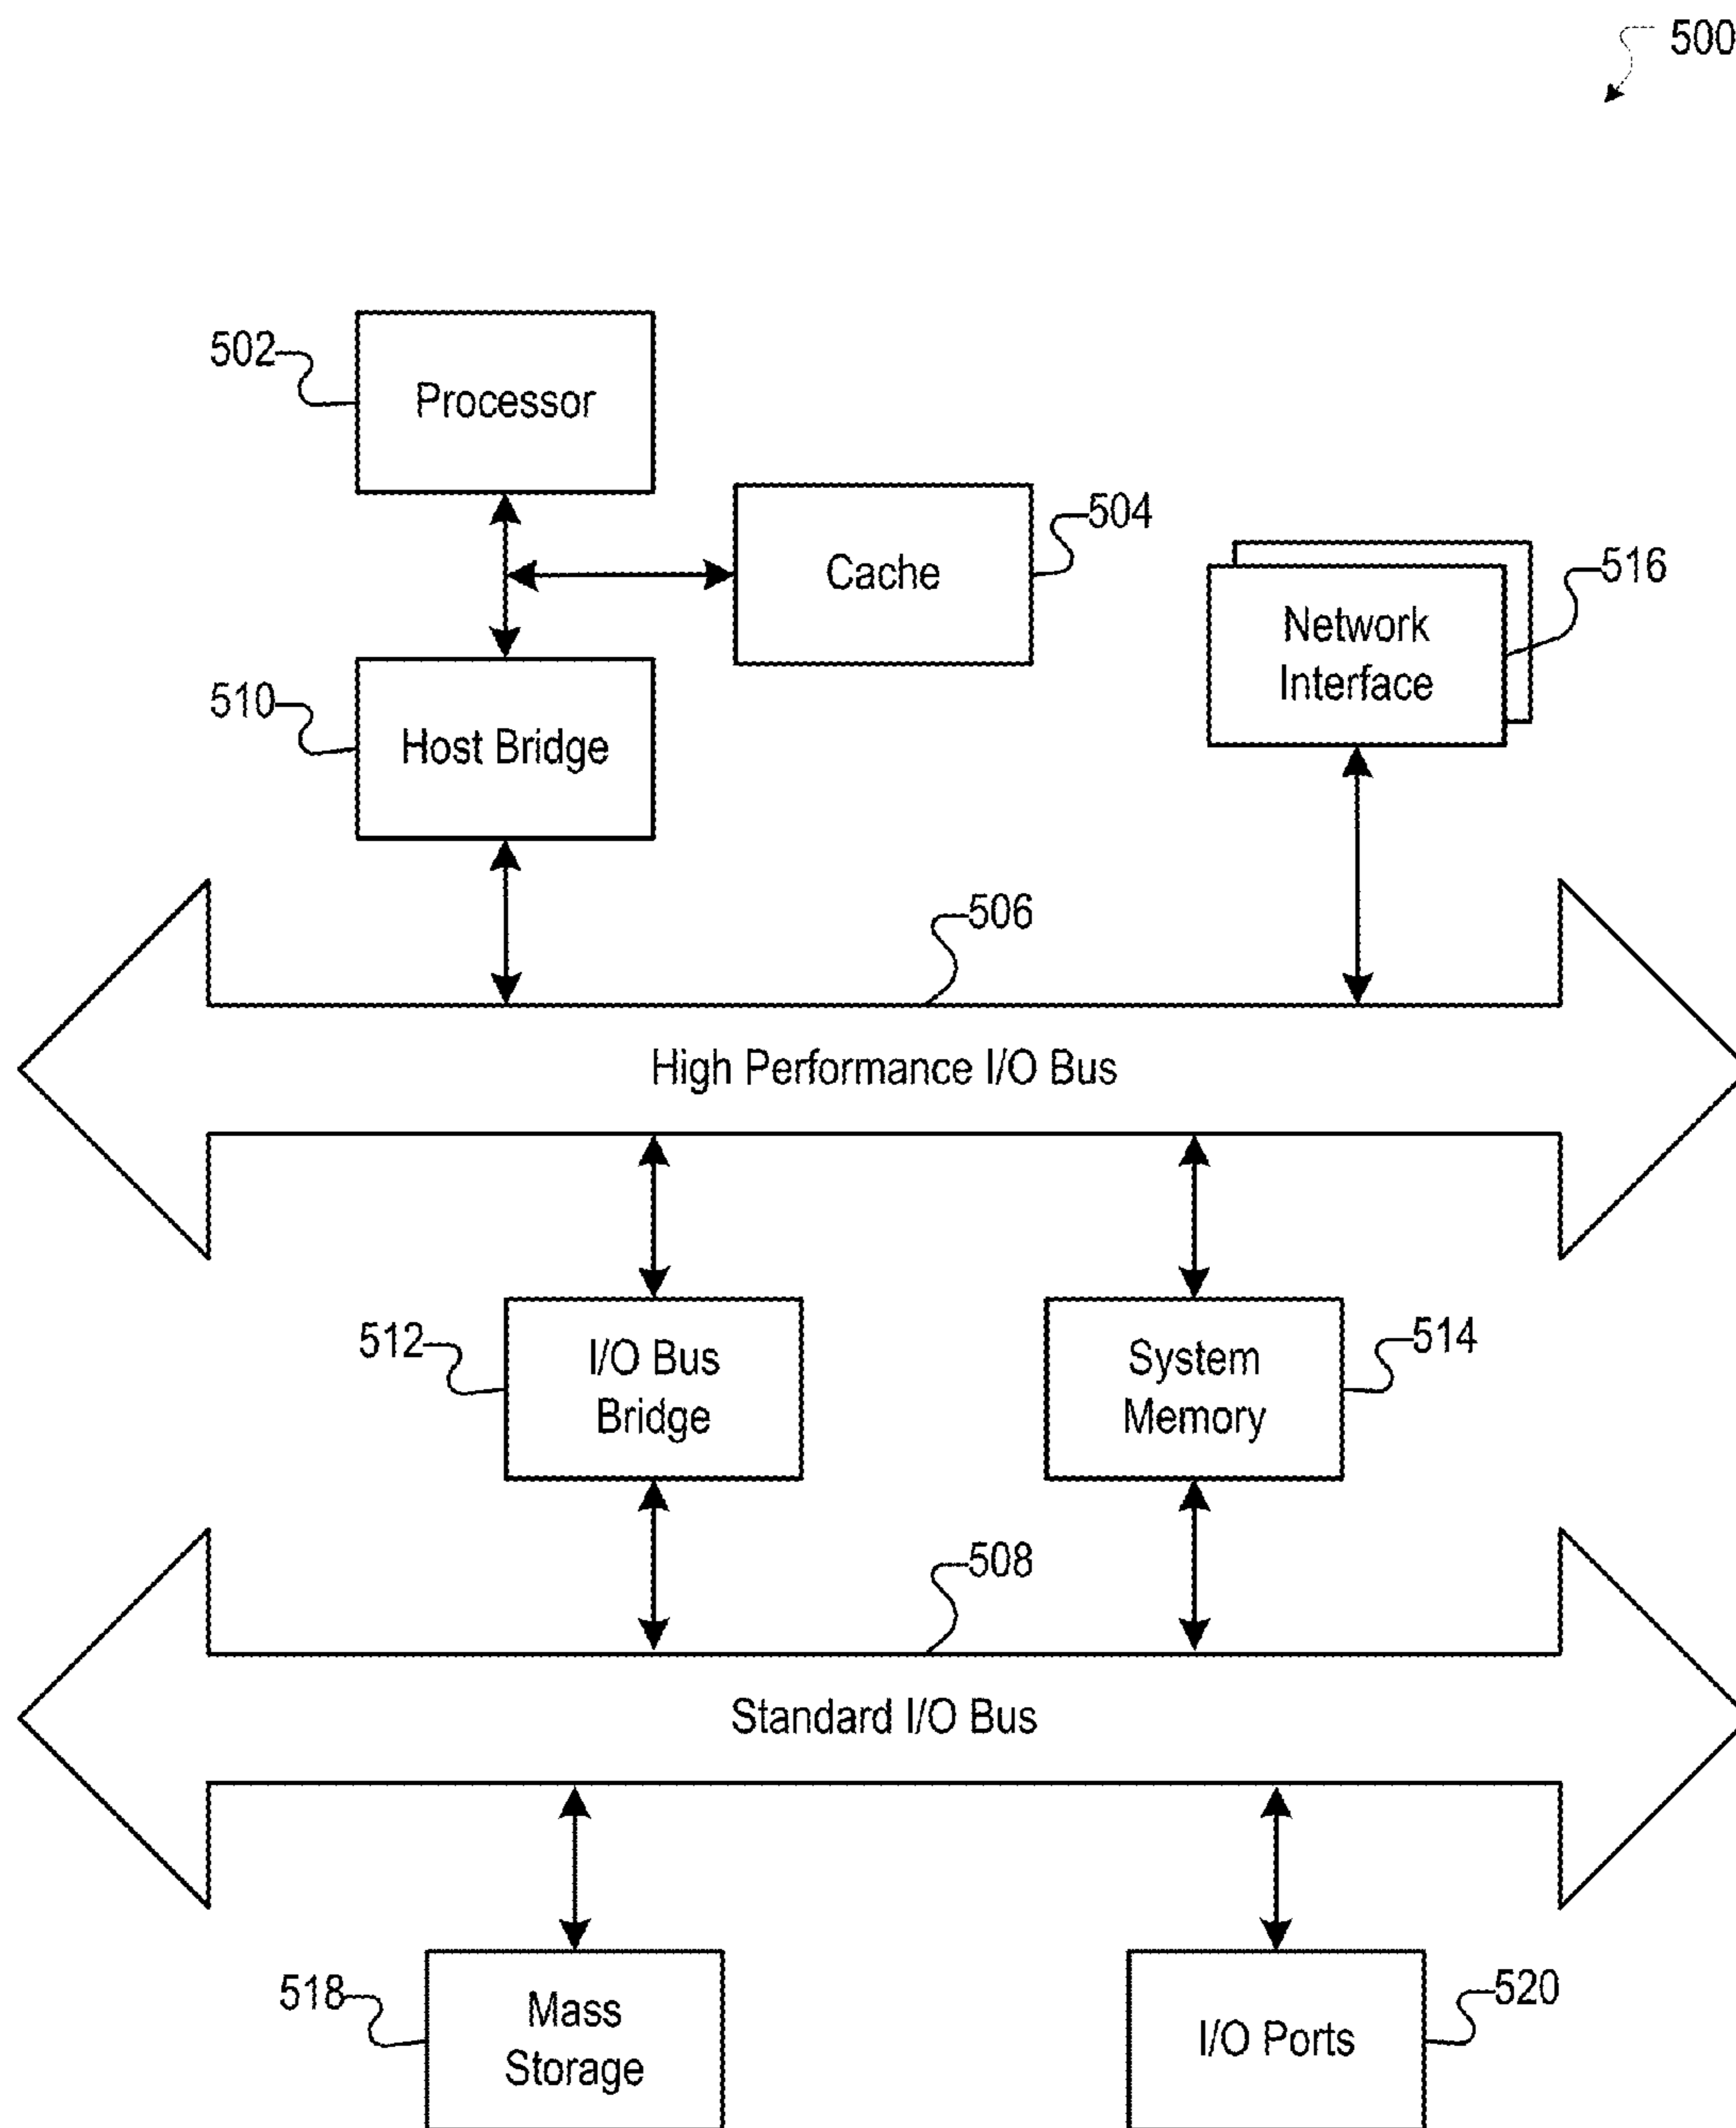 500
502
Processor
504
Cache
516
Network
Interface
510
Host Bridge
506
High Performance I/O Bus
512
I/O Bus
Bridge
514
System
Memory
508
Standard I/O Bus
518
Mass
Storage
520
I/O Ports